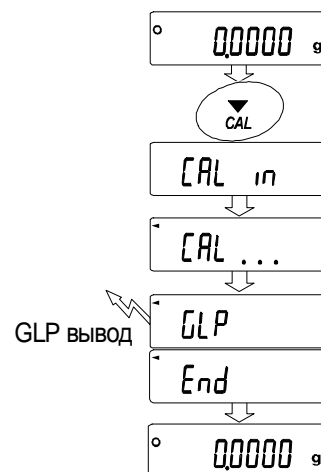 0.0000 g
CAL
CAL in
CAL ...
GLP вывод
GLP
End
0.0000 g